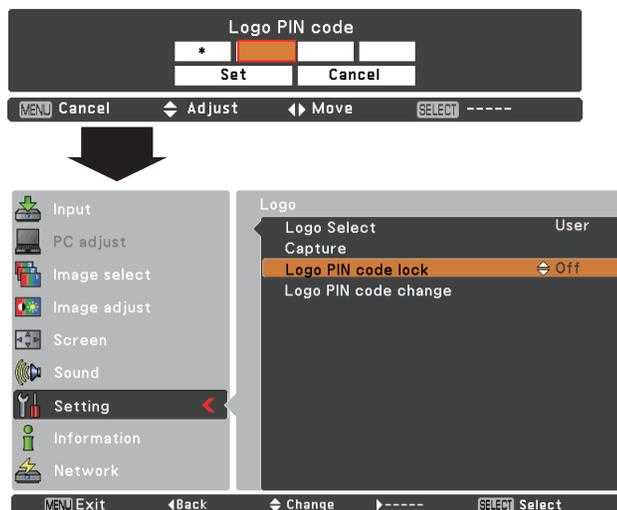 Logo PIN code
*
Set Cancel
MENU Cancel Adjust Move SELECT -----
Input
PC adjust
Image select
Image adjust
Screen
Sound
Setting
Information
Network
Logo
Logo Select User
Capture
Logo PIN code lock Off
Logo PIN code change
MENU Exit Back Change ----- SELECT Select